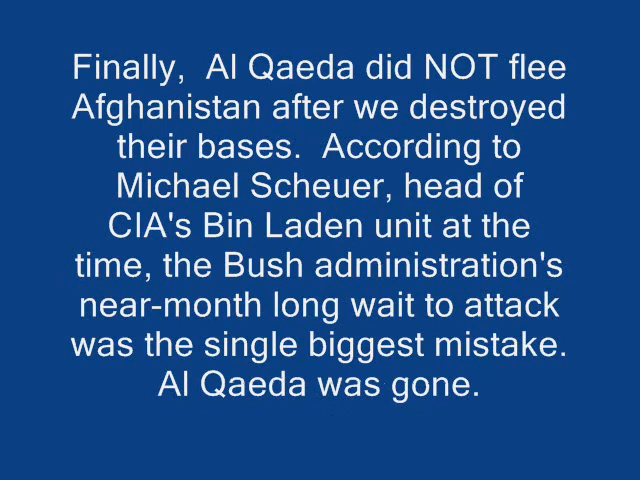 Finally,  Al Qaeda did NOT flee
Afghanistan after we destroyed
their bases.  According to
Michael Scheuer, head of
CIA's Bin Laden unit at the
time, the Bush administration's
near-month long wait to attack
was the single biggest mistake.
Al Qaeda was gone.